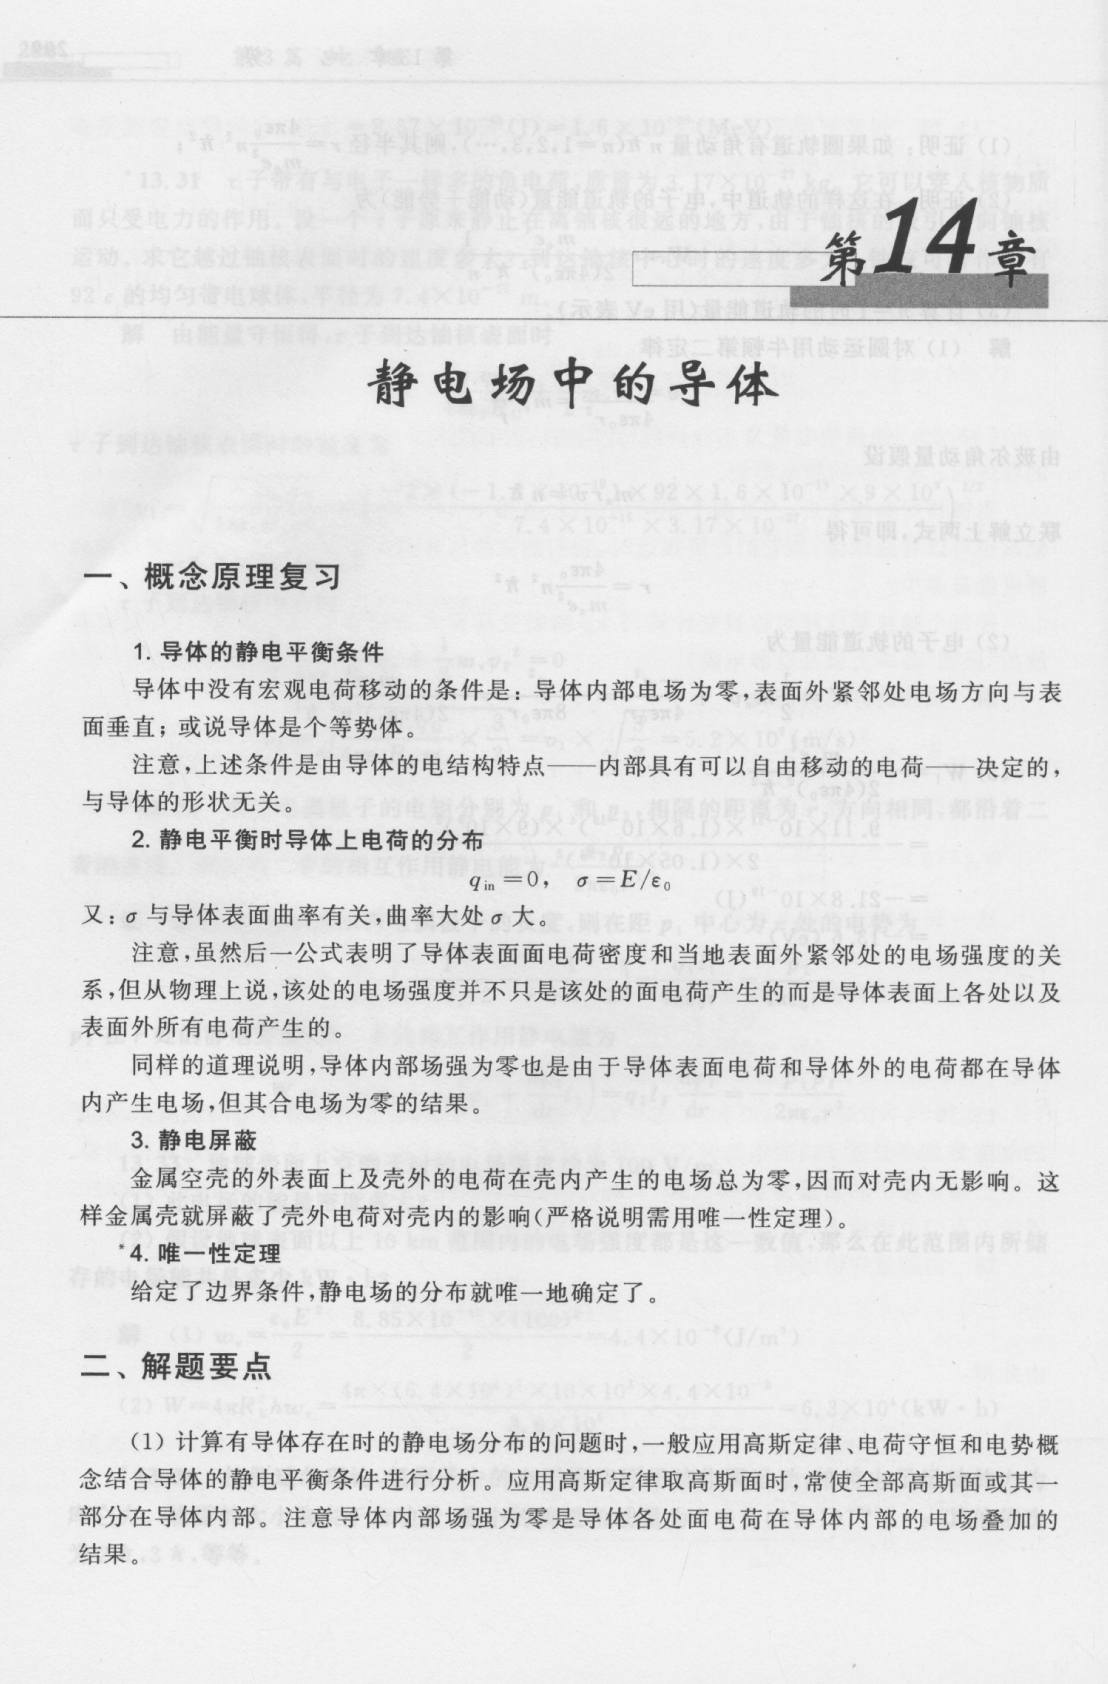 第14章
静电场中的导体
一、概念原理复习
1. 导体的静电平衡条件
导体中没有宏观电荷移动的条件是：导体内部电场为零，表面外紧邻处电场方向与表
面垂直；或说导体是个等势体。
注意，上述条件是由导体的电结构特点——内部具有可以自由移动的电荷——决定的，
与导体的形状无关。
2. 静电平衡时导体上电荷的分布
q_in =0， σ=E/ε₀
又：σ 与导体表面曲率有关，曲率大处 σ 大。
注意，虽然后一公式表明了导体表面面电荷密度和当地表面外紧邻处的电场强度的关
系，但从物理上说，该处的电场强度并不只是该处的面电荷产生的而是导体表面上各处以及
表面外所有电荷产生的。
同样的道理说明，导体内部场强为零也是由于导体表面电荷和导体外的电荷都在导体
内产生电场，但其合电场为零的结果。
3. 静电屏蔽
金属空壳的外表面上及壳外的电荷在壳内产生的电场总为零，因而对壳内无影响。这
样金属壳就屏蔽了壳外电荷对壳内的影响(严格说明需用唯一性定理)。
*4. 唯一性定理
给定了边界条件，静电场的分布就唯一地确定了。
二、解题要点
(1) 计算有导体存在时的静电场分布的问题时，一般应用高斯定律、电荷守恒和电势概
念结合导体的静电平衡条件进行分析。应用高斯定律取高斯面时，常使全部高斯面或其一
部分在导体内部。注意导体内部场强为零是导体各处面电荷在导体内部的电场叠加的
结果。